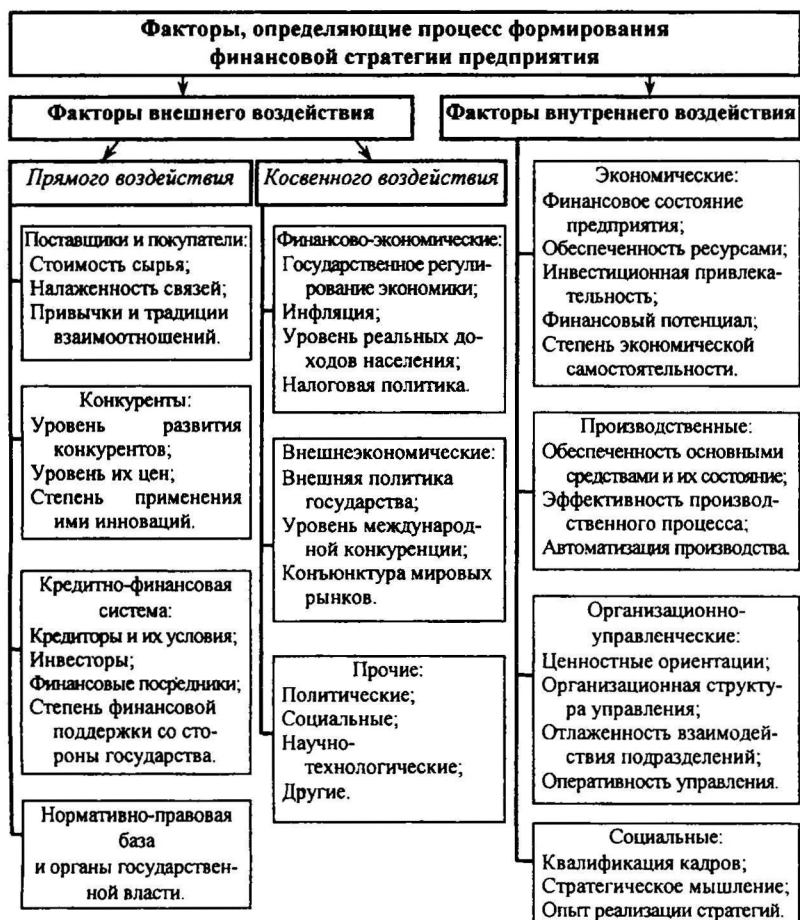 Факторы, определяющие процесс формирования
финансовой стратегии предприятия
Факторы внешнего воздействия
Факторы внутреннего воздействия
Прямого воздействия
Косвенного воздействия
Поставщики и покупатели:
Стоимость сырья;
Налаженность связей;
Привычки и традиции
взаимоотношений.
Конкуренты:
Уровень развития
конкурентов;
Уровень их цен;
Степень применения
ими инноваций.
Кредитно-финансовая
система:
Кредиторы и их условия;
Инвесторы;
Финансовые посредники;
Степень финансовой
поддержки со сто-
роны государства.
Нормативно-правовая
база
и органы государствен-
ной власти.
Финансово-экономические:
Государственное регули-
рование экономики;
Инфляция;
Уровень реальных до-
ходов населения;
Налоговая политика.
Внешнеэкономические:
Внешняя политика
государства;
Уровень международ-
ной конкуренции;
Конъюнктура мировых
рынков.
Прочие:
Политические;
Социальные;
Научно-
технологические;
Другие.
Экономические:
Финансовое состояние
предприятия;
Обеспеченность ресурсами;
Инвестиционная привлека-
тельность;
Финансовый потенциал;
Степень экономической
самостоятельности.
Производственные:
Обеспеченность основными
средствами и их состояние;
Эффективность производ-
ственного процесса;
Автоматизация производства.
Организационно-
управленческие:
Ценностные ориентации;
Организационная структу-
ра управления;
Отлаженность взаимодей-
ствия подразделений;
Оперативность управления.
Социальные:
Квалификация кадров;
Стратегическое мышление;
Опыт реализации стратегий.